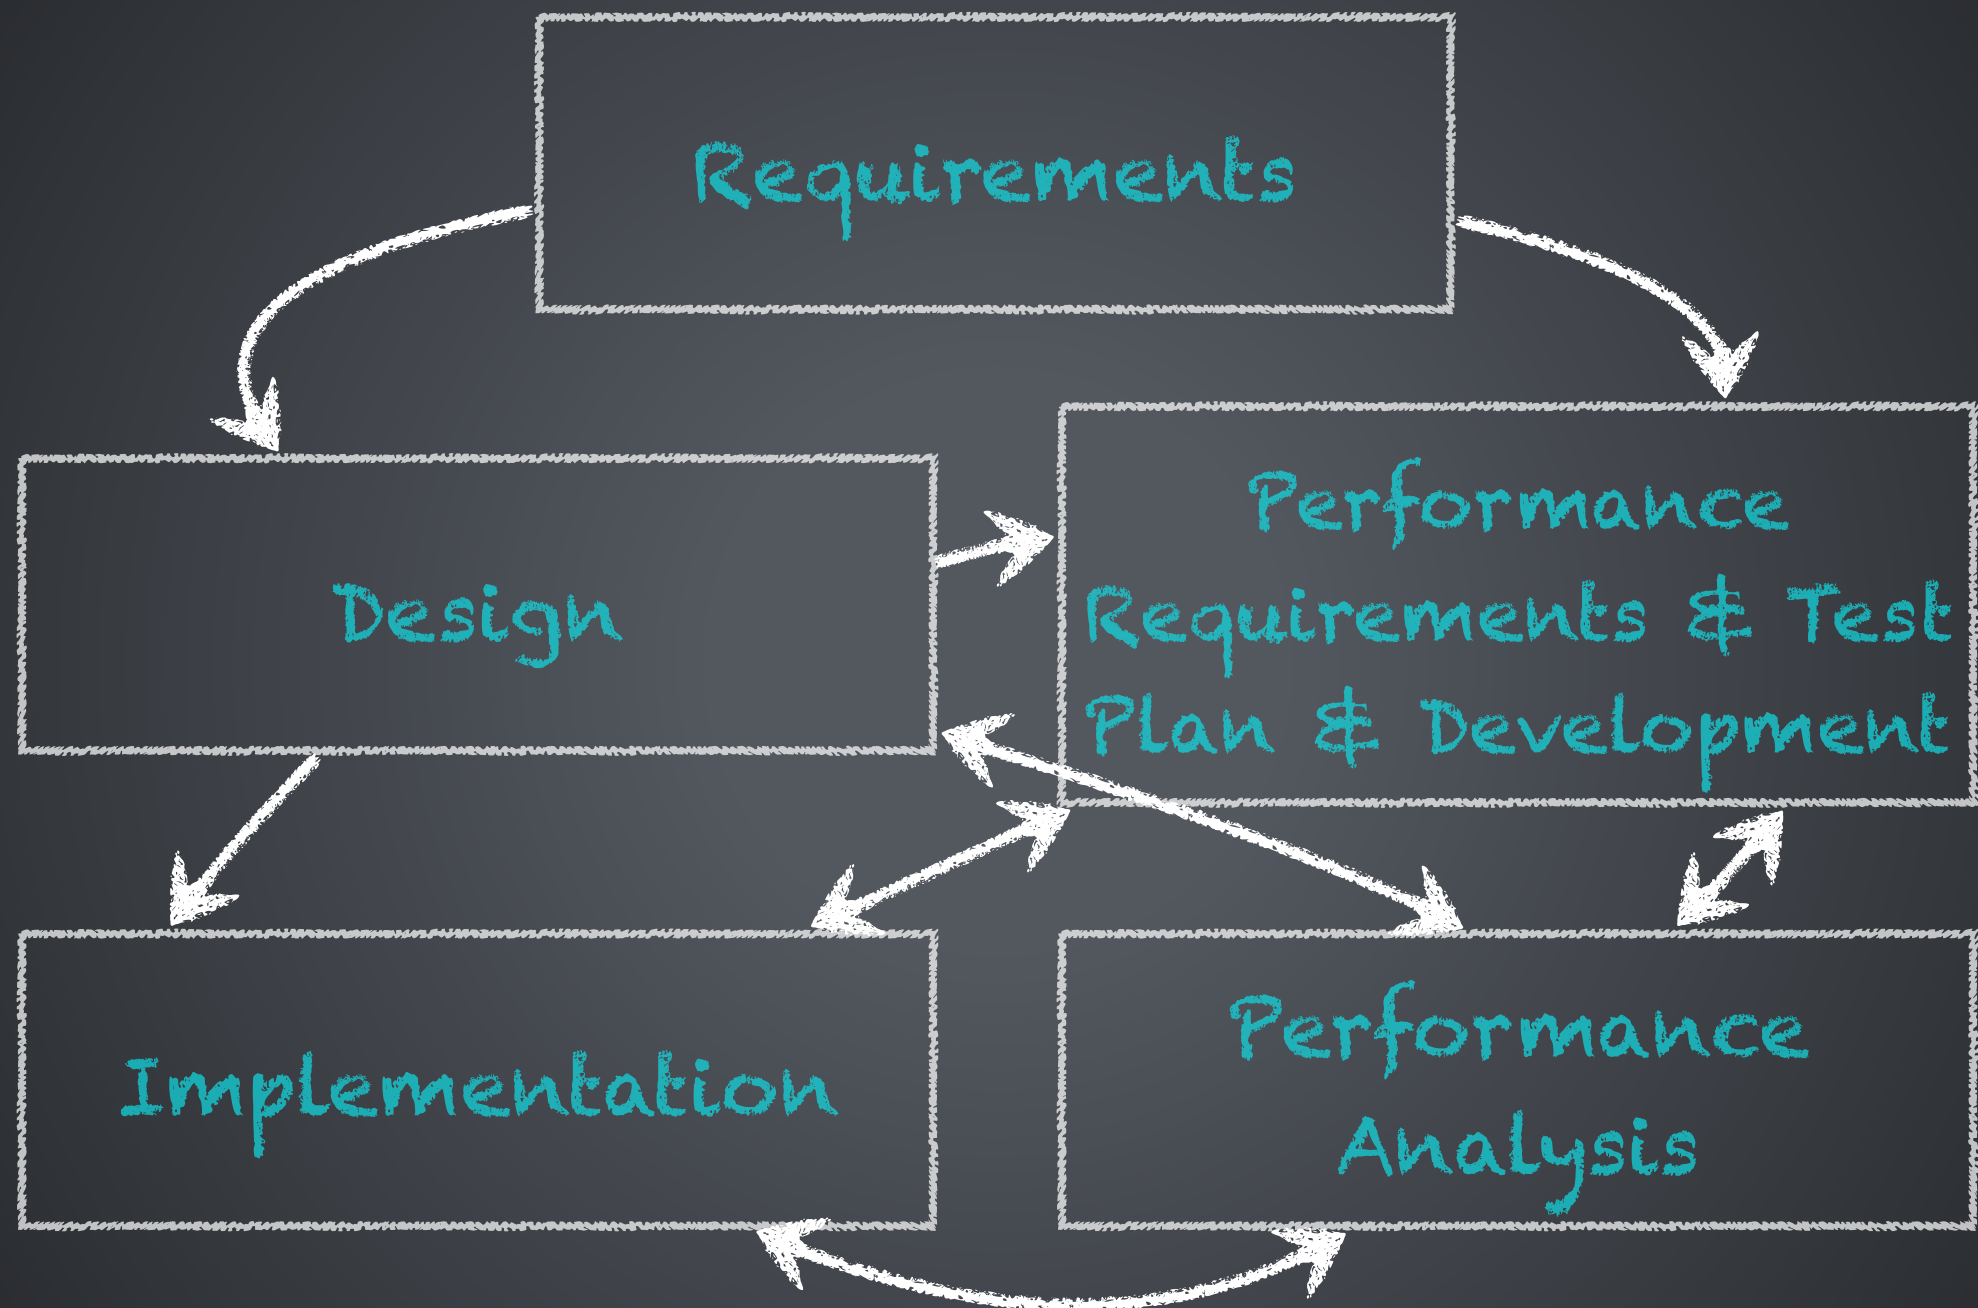 Requirements
Design
Performance
Requirements & Test
Plan & Development
Implementation
Performance
Analysis